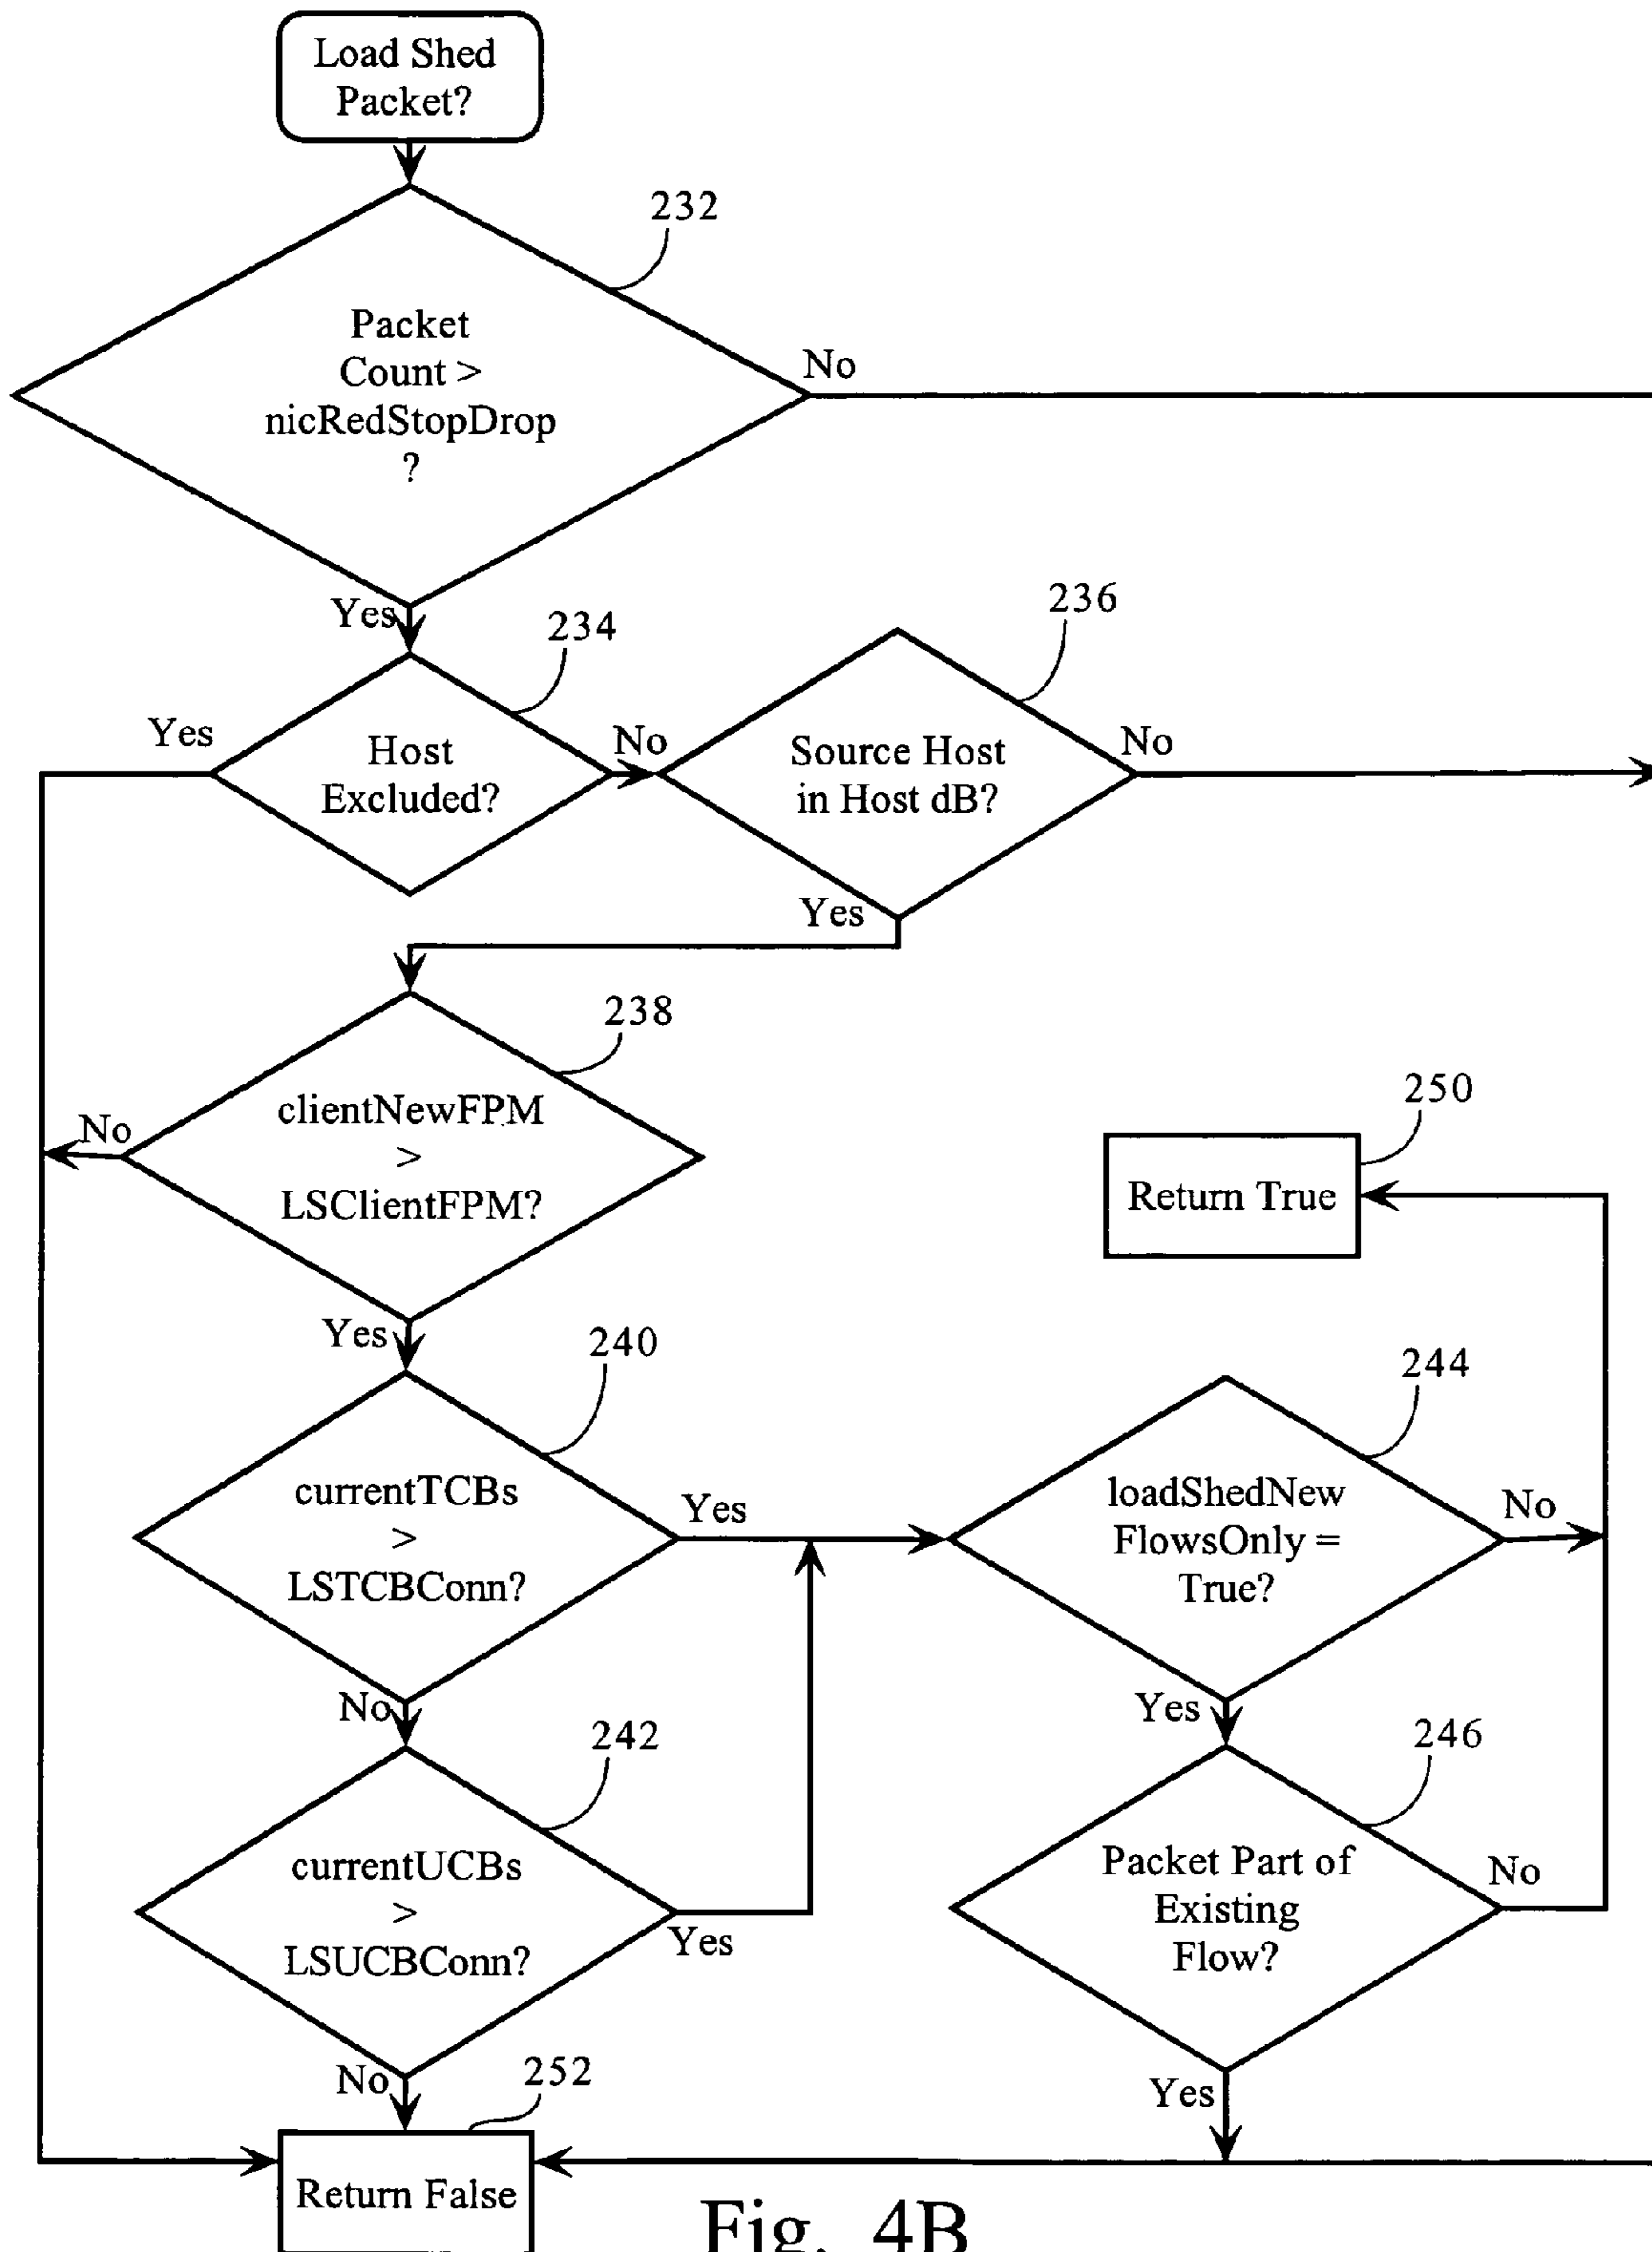 Load Shed
Packet?
232
Packet
Count >
nicRedStopDrop
?
No
Yes
234
236
Yes
Host
Excluded?
No
Source Host
in Host dB?
No
Yes
238
clientNewFPM
>
LSClientFPM?
No
250
Return True
Yes
240
244
currentTCBs
>
LSTCBConn?
Yes
loadShedNew
FlowsOnly =
True?
No
No
Yes
242
246
currentUCBs
>
LSUCBConn?
Yes
Packet Part of
Existing
Flow?
No
No
252
Yes
Return False
Fig. 4B